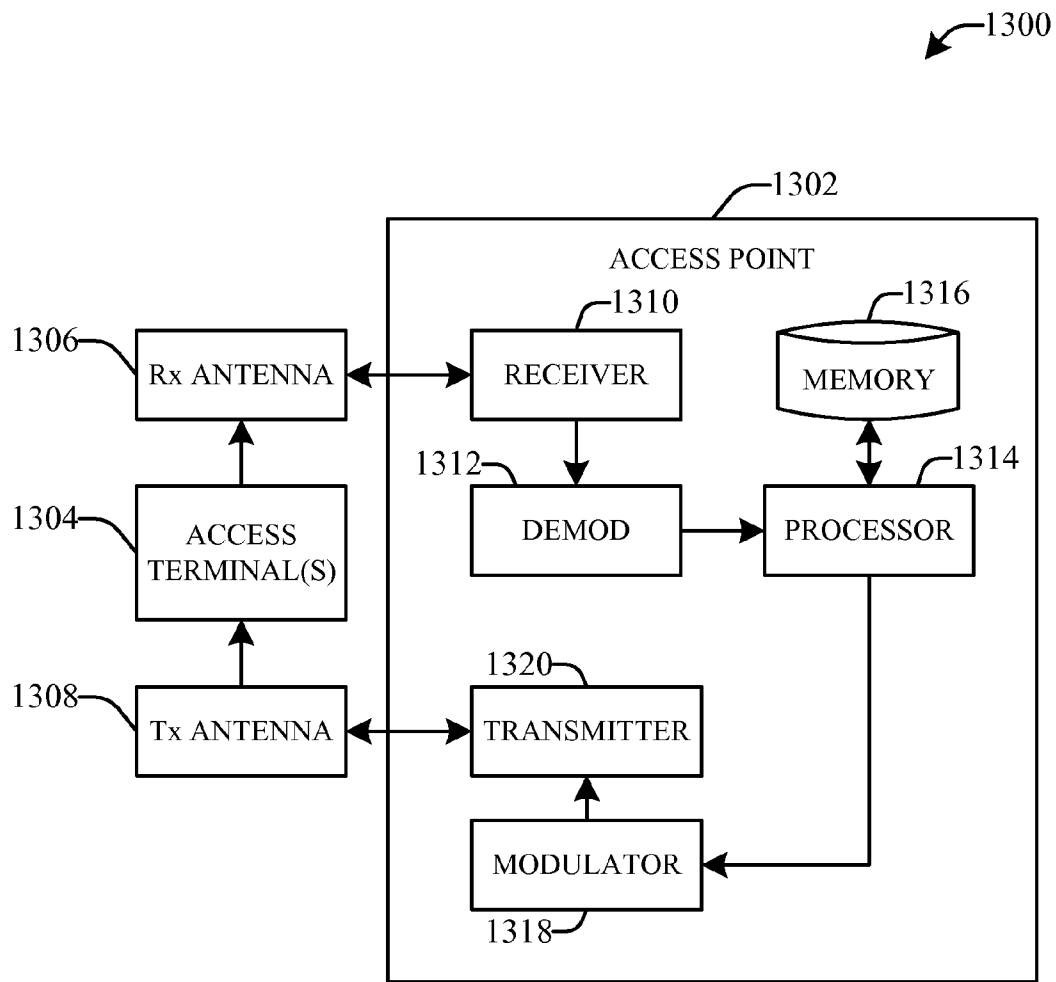 1300
1302
ACCESS POINT
1310
1316
1306
Rx ANTENNA
RECEIVER
MEMORY
1312
1314
1304
ACCESS
TERMINAL(S)
DEMOD
PROCESSOR
1320
1308
Tx ANTENNA
TRANSMITTER
MODULATOR
1318